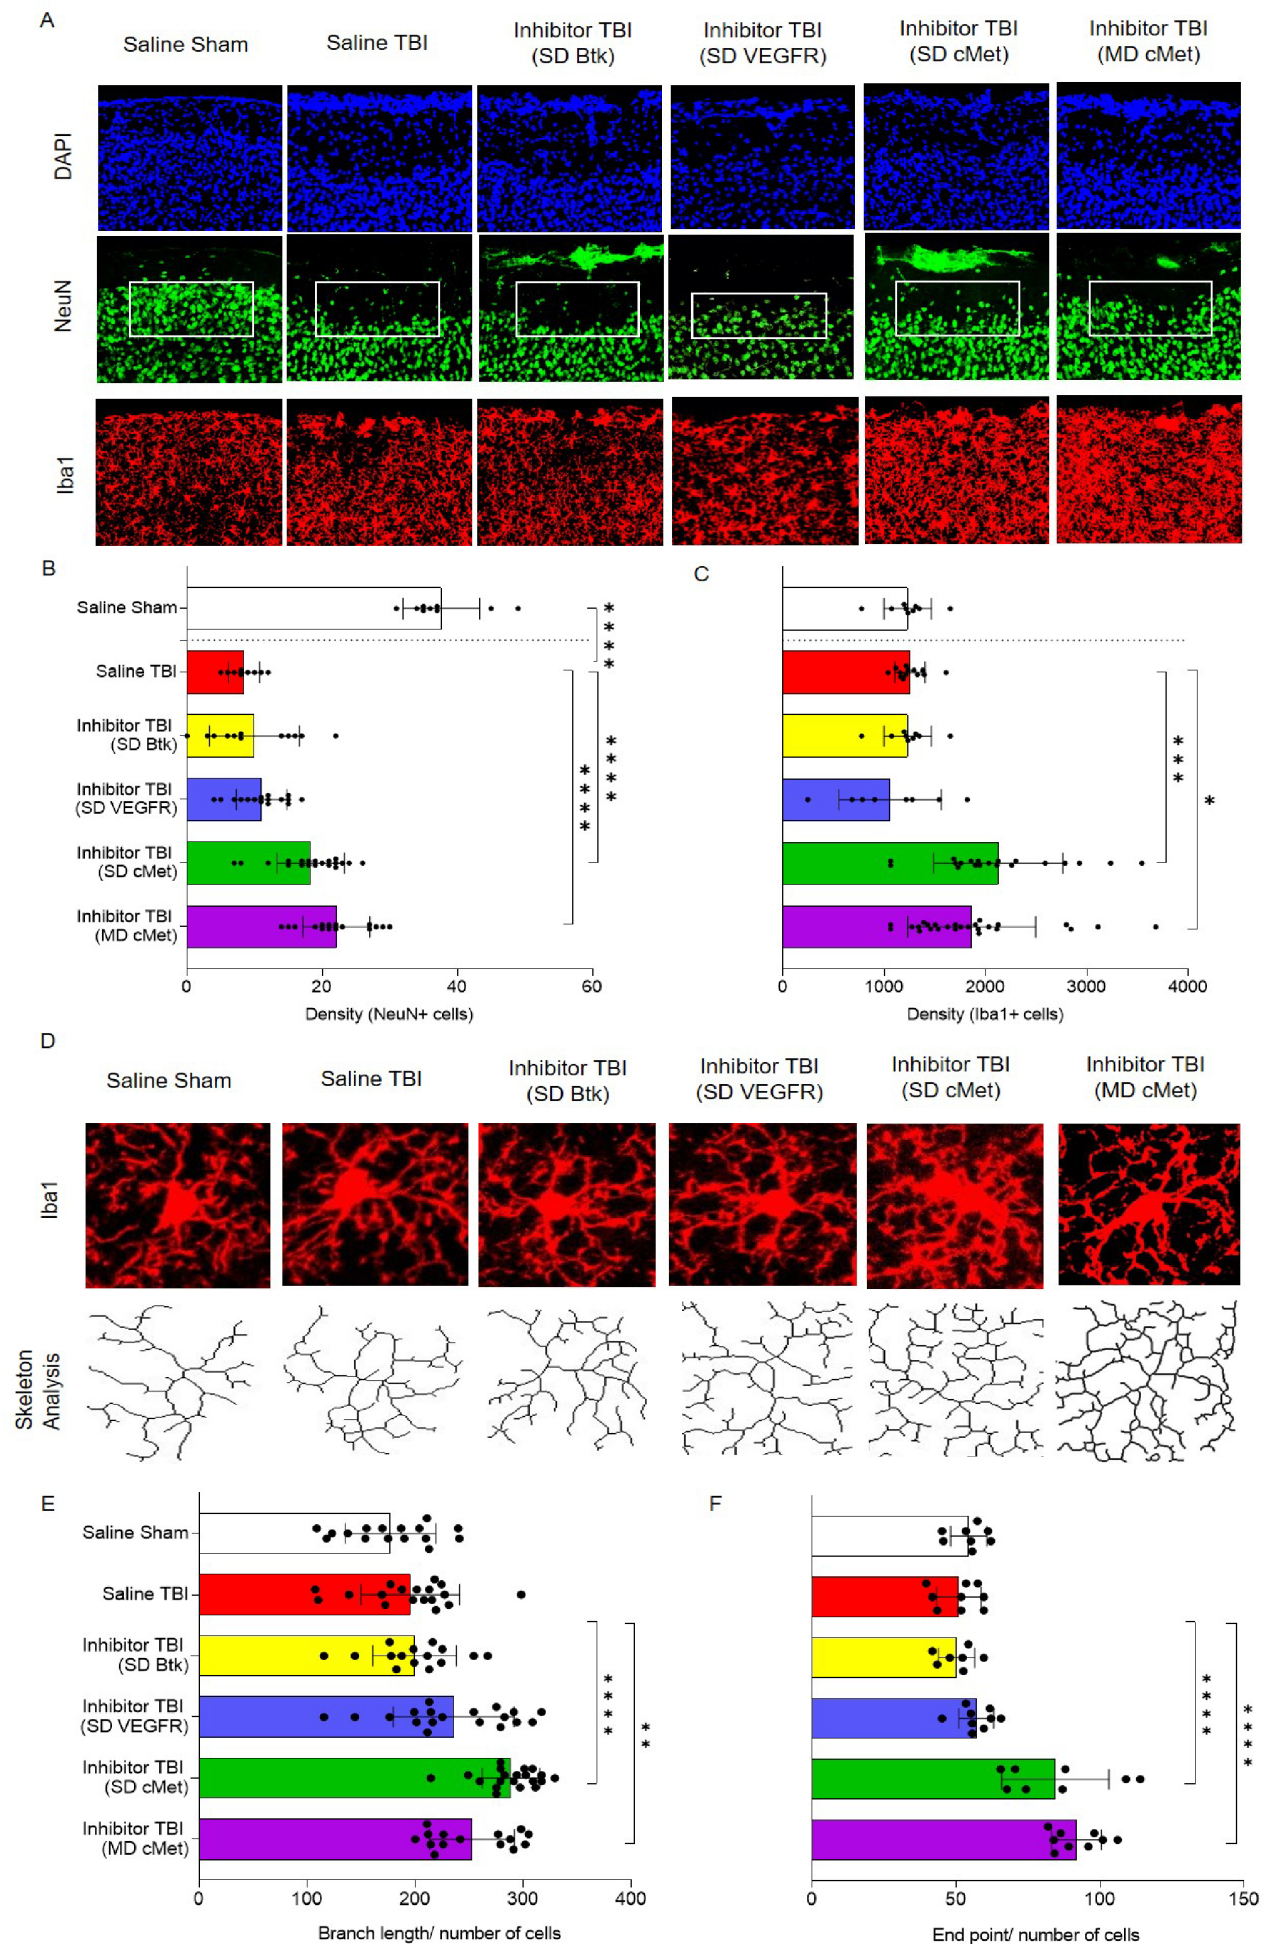 A
Saline Sham
Saline TBI
Inhibitor TBI
(SD Btk)
Inhibitor TBI
(SD VEGFR)
Inhibitor TBI
(SD cMet)
Inhibitor TBI
(MD cMet)
DAPI
NeuN
Iba1
B
Saline Sham
Saline TBI
Inhibitor TBI
(SD Btk)
Inhibitor TBI
(SD VEGFR)
Inhibitor TBI
(SD cMet)
Inhibitor TBI
(MD cMet)
****
****
****
0 20 40 60
Density (NeuN+ cells)
C
***
*
0 1000 2000 3000 4000
Density (Iba1+ cells)
D
Saline Sham
Saline TBI
Inhibitor TBI
(SD Btk)
Inhibitor TBI
(SD VEGFR)
Inhibitor TBI
(SD cMet)
Inhibitor TBI
(MD cMet)
Iba1
Skeleton
Analysis
E
Saline Sham
Saline TBI
Inhibitor TBI
(SD Btk)
Inhibitor TBI
(SD VEGFR)
Inhibitor TBI
(SD cMet)
Inhibitor TBI
(MD cMet)
****
**
0 100 200 300 400
Branch length/ number of cells
F
****
****
0 50 100 150
End point/ number of cells